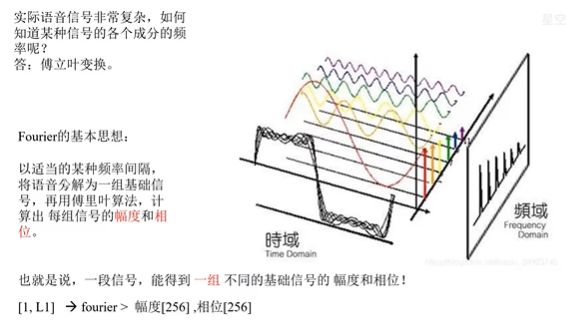 实际语音信号非常复杂，如何
知道某种信号的各个成分的频
率呢？
答：傅立叶变换。
Fourier的基本思想：
以适当的某种频率间隔，
将语音分解为一组基础信
号，再用傅里叶算法，计
算出 每组信号的幅度和相
位。
時域
Time Domain
頻域
Frequency
Domain
也就是说，一段信号，能得到 一组 不同的基础信号的 幅度和相位！
[1, L1] → fourier > 幅度[256] ,相位[256]